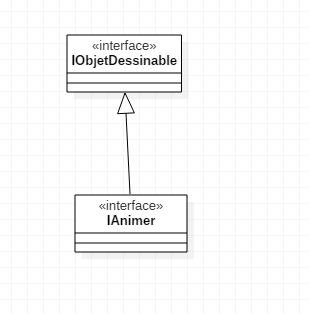 «interface»
IObjetDessinable
«interface»
IAnimer